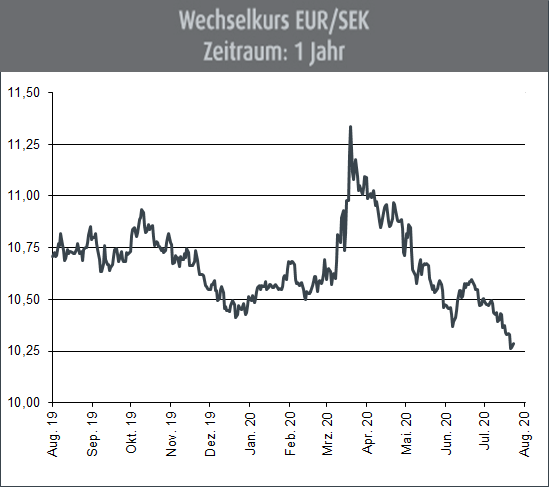 Wechselkurs EUR/SEK
Zeitraum: 1 Jahr
11,50
11,25
11,00
10,75
10,50
10,25
10,00
Aug. 19
Sep. 19
Okt. 19
Nov. 19
Dez. 19
Jan. 20
Feb. 20
Mrz. 20
Apr. 20
Mai. 20
Jun. 20
Jul. 20
Aug. 20